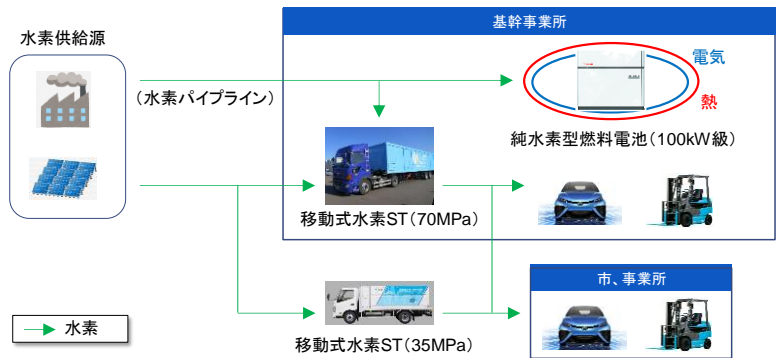 基幹事業所
水素供給源
(水素パイプライン)
電気
熱
純水素型燃料電池(100kW級)
移動式水素ST(70MPa)
市、事業所
移動式水素ST(35MPa)
水素